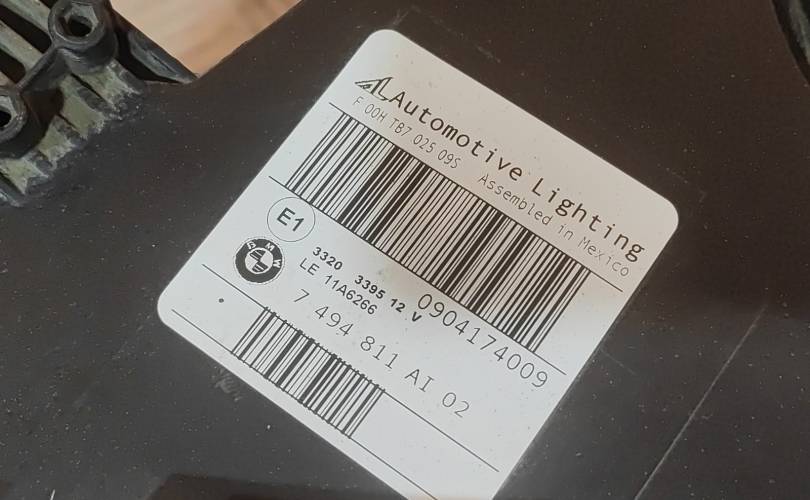 AL Automotive Lighting
F 00H TB7 025 09S Assembled in Mexico
E1
BMW
3320 3395 12 V
LE 11A6266
0904174009
7 494 811 AI 02